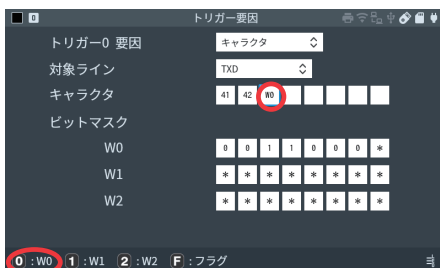 0 トリガー要因
トリガー0 要因 キャラクタ
対象ライン TXD
キャラクタ 41 42 W0
ビットマスク
W0 0 0 1 1 0 0 0 *
W1 * * * * * * * *
W2 * * * * * * * *
0 :W0 1 :W1 2 :W2 F :フラグ